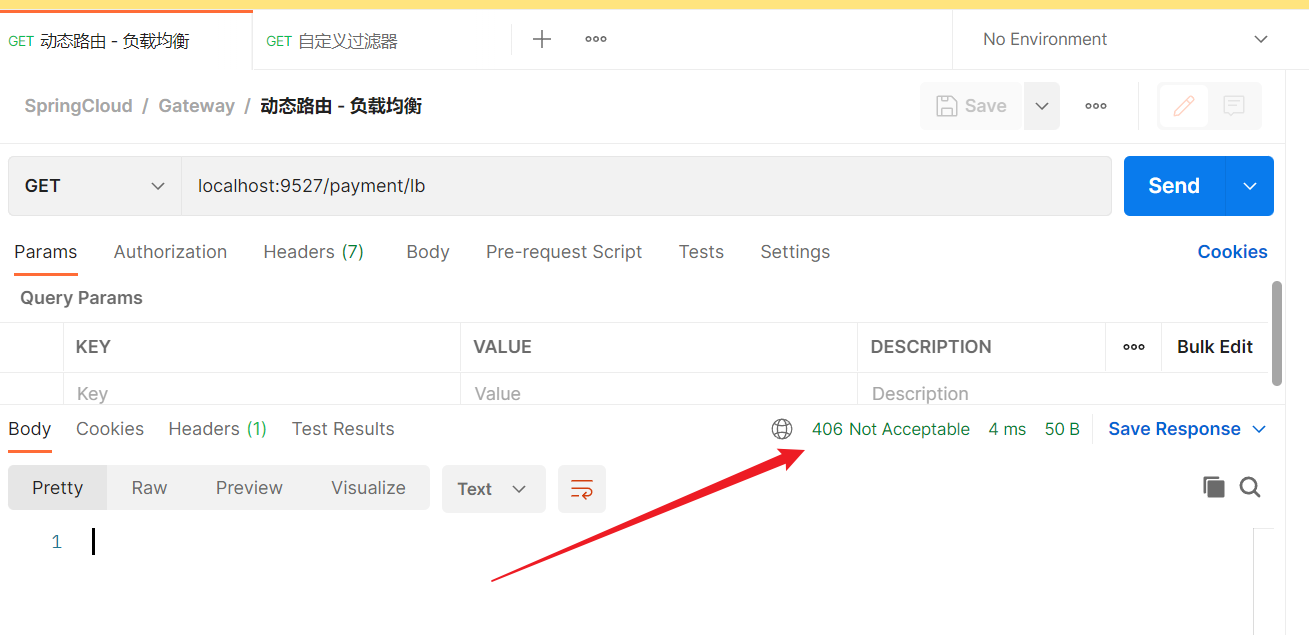 GET 动态路由 - 负载均衡 GET 自定义过滤器 No Environment
SpringCloud / Gateway / 动态路由 - 负载均衡 Save
GET localhost:9527/payment/lb Send
Params Authorization Headers (7) Body Pre-request Script Tests Settings Cookies
Query Params
KEY VALUE DESCRIPTION Bulk Edit
Key Value Description
Body Cookies Headers (1) Test Results 406 Not Acceptable 4 ms 50 B Save Response
Pretty Raw Preview Visualize Text
1